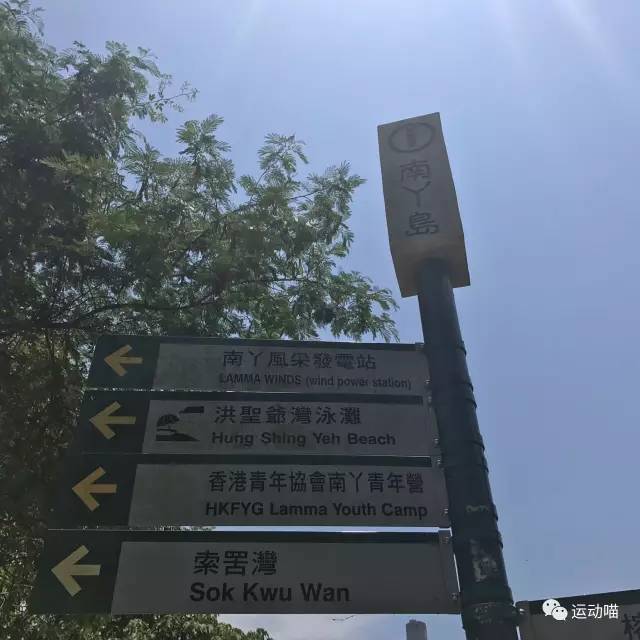 南丫島
南丫風采發電站
LAMMA WINDS (wind power station)
洪聖爺灣泳灘
Hung Shing Yeh Beach
香港青年協會南丫青年營
HKFYG Lamma Youth Camp
索罟灣
Sok Kwu Wan
运动喵